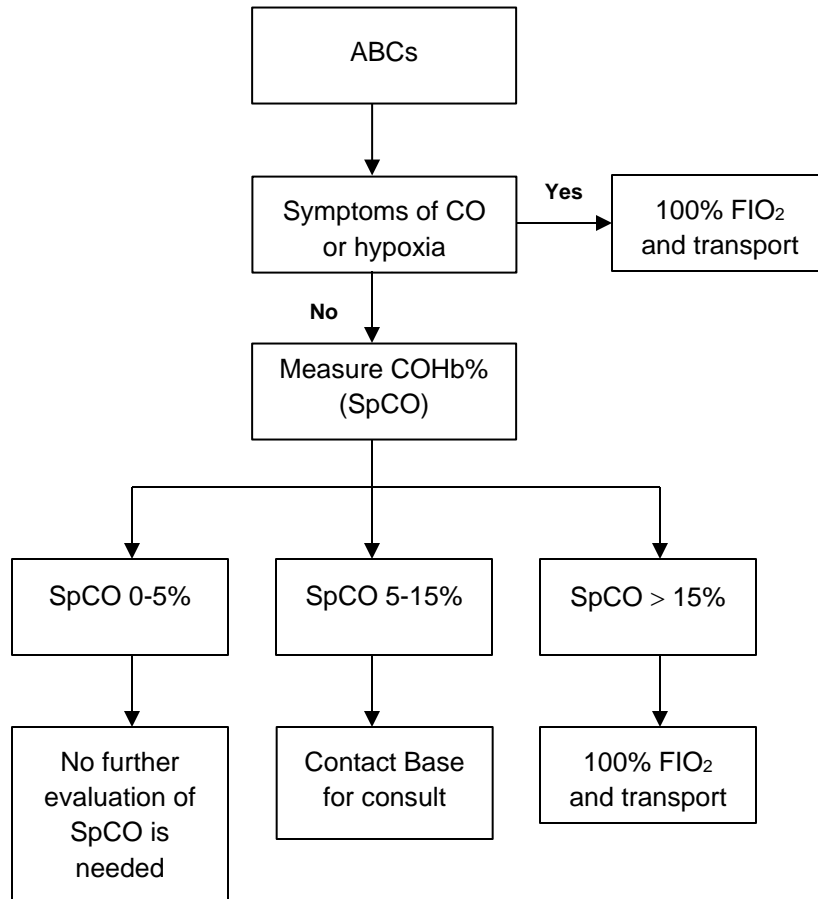 ABCs
Symptoms of CO
or hypoxia
Yes
100% FIO₂
and transport
No
Measure COHb%
(SpCO)
SpCO 0-5%
SpCO 5-15%
SpCO > 15%
No further
evaluation of
SpCO is
needed
Contact Base
for consult
100% FIO₂
and transport